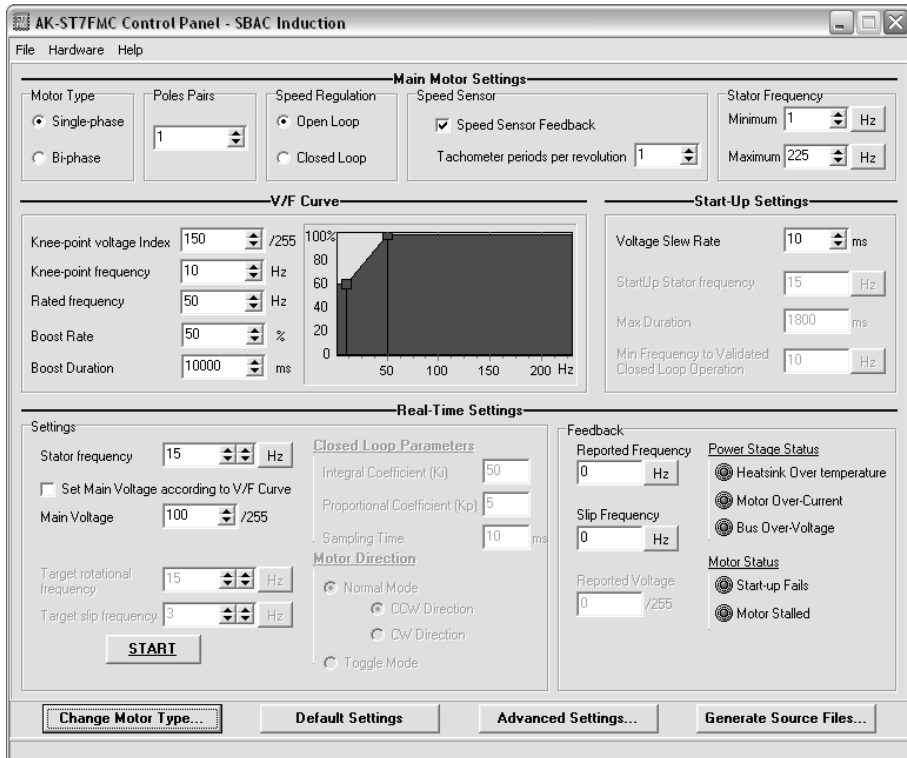 AK-ST7FMC Control Panel - SBAC Induction
File Hardware Help
Main Motor Settings
Motor Type
Single-phase
Bi-phase
Poles Pairs
1
Speed Regulation
Open Loop
Closed Loop
Speed Sensor
Speed Sensor Feedback
Tachometer periods per revolution 1
Stator Frequency
Minimum 1 Hz
Maximum 225 Hz
V/F Curve
Knee-point voltage Index 150 /255
Knee-point frequency 10 Hz
Rated frequency 50 Hz
Boost Rate 50 %
Boost Duration 10000 ms
100%
80
60
40
20
0
50 100 150 200 Hz
Start-Up Settings
Voltage Slew Rate 10 ms
StartUp Stator frequency 15 Hz
Max Duration 1800 ms
Min Frequency to Validated
Closed Loop Operation 10 Hz
Real-Time Settings
Settings
Stator frequency 15 Hz
Set Main Voltage according to V/F Curve
Main Voltage 100 /255
Target rotational
frequency 15 Hz
Target slip frequency 3 Hz
START
Closed Loop Parameters
Integral Coefficient (Ki) 50
Proportional Coefficient (Kp) 5
Sampling Time 10 ms
Motor Direction
Normal Mode
CCW Direction
CW Direction
Toggle Mode
Feedback
Reported Frequency
0 Hz
Slip Frequency
0 Hz
Reported Voltage
0 /255
Power Stage Status
Heatsink Over temperature
Motor Over-Current
Bus Over-Voltage
Motor Status
Start-up Fails
Motor Stalled
Change Motor Type... Default Settings Advanced Settings... Generate Source Files...